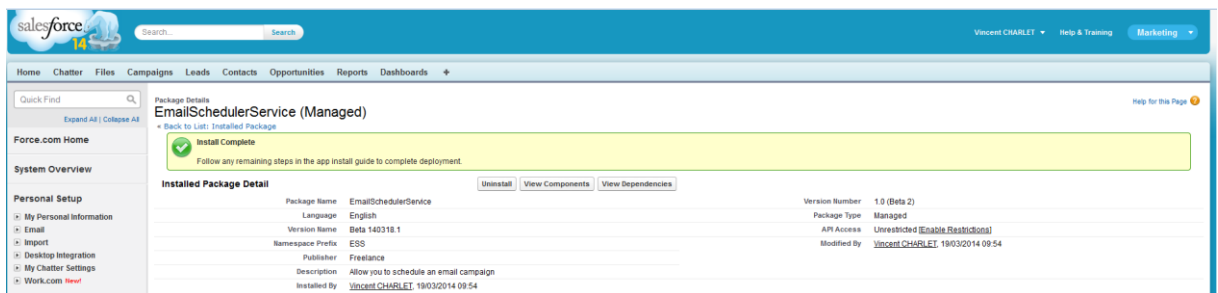 salesforce
14
Search...
Search
Vincent CHARLET
Help & Training
Marketing
Home Chatter Files Campaigns Leads Contacts Opportunities Reports Dashboards +
Quick Find
Expand All | Collapse All
Force.com Home
System Overview
Personal Setup
My Personal Information
Email
Import
Desktop Integration
My Chatter Settings
Work.com New!
Package Details
EmailSchedulerService (Managed)
« Back to List: Installed Package
Help for this Page ?
Install Complete
Follow any remaining steps in the app install guide to complete deployment.
Installed Package Detail
Uninstall View Components View Dependencies
Package Name EmailSchedulerService
Version Number 1.0 (Beta 2)
Language English
Package Type Managed
Version Name Beta 140318.1
API Access Unrestricted [Enable Restrictions]
Namespace Prefix ESS
Modified By Vincent CHARLET, 19/03/2014 09:54
Publisher Freelance
Description Allow you to schedule an email campaign
Installed By Vincent CHARLET, 19/03/2014 09:54